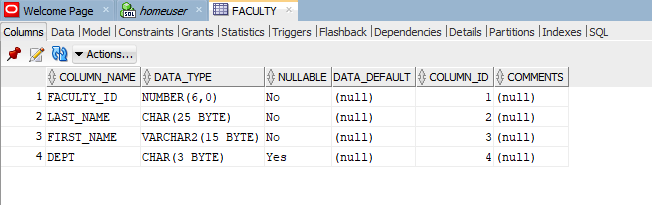 Welcome Page × SQL homeuser × FACULTY ×
Columns Data Model Constraints Grants Statistics Triggers Flashback Dependencies Details Partitions Indexes SQL
Actions...
COLUMN_NAME DATA_TYPE NULLABLE DATA_DEFAULT COLUMN_ID COMMENTS
1 FACULTY_ID NUMBER(6,0) No (null) 1 (null)
2 LAST_NAME CHAR(25 BYTE) No (null) 2 (null)
3 FIRST_NAME VARCHAR2(15 BYTE) No (null) 3 (null)
4 DEPT CHAR(3 BYTE) Yes (null) 4 (null)